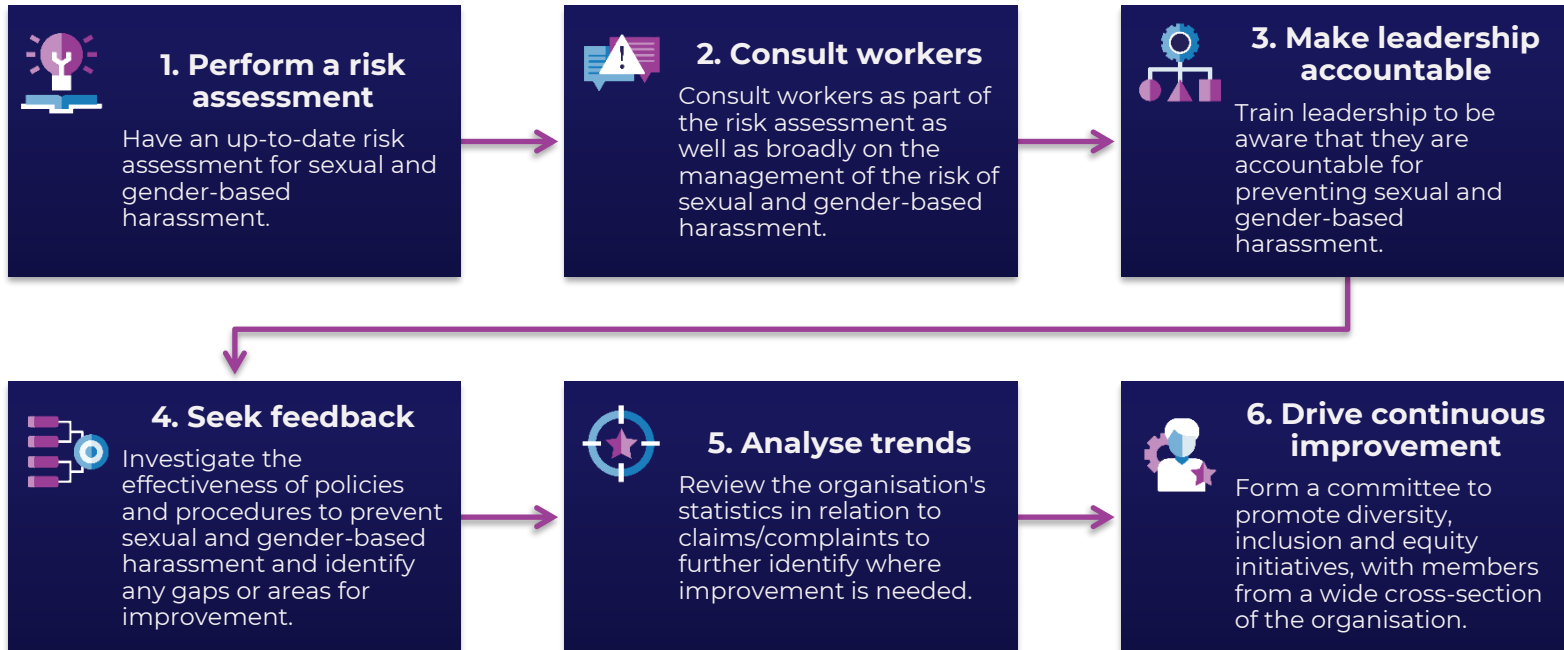 1. Perform a risk
assessment
Have an up-to-date risk
assessment for sexual and
gender-based
harassment.
2. Consult workers
Consult workers as part of
the risk assessment as
well as broadly on the
management of the risk of
sexual and gender-based
harassment.
3. Make leadership
accountable
Train leadership to be
aware that they are
accountable for
preventing sexual and
gender-based
harassment.
4. Seek feedback
Investigate the
effectiveness of policies
and procedures to prevent
sexual and gender-based
harassment and identify
any gaps or areas for
improvement.
5. Analyse trends
Review the organisation's
statistics in relation to
claims/complaints to
further identify where
improvement is needed.
6. Drive continuous
improvement
Form a committee to
promote diversity,
inclusion and equity
initiatives, with members
from a wide cross-section
of the organisation.